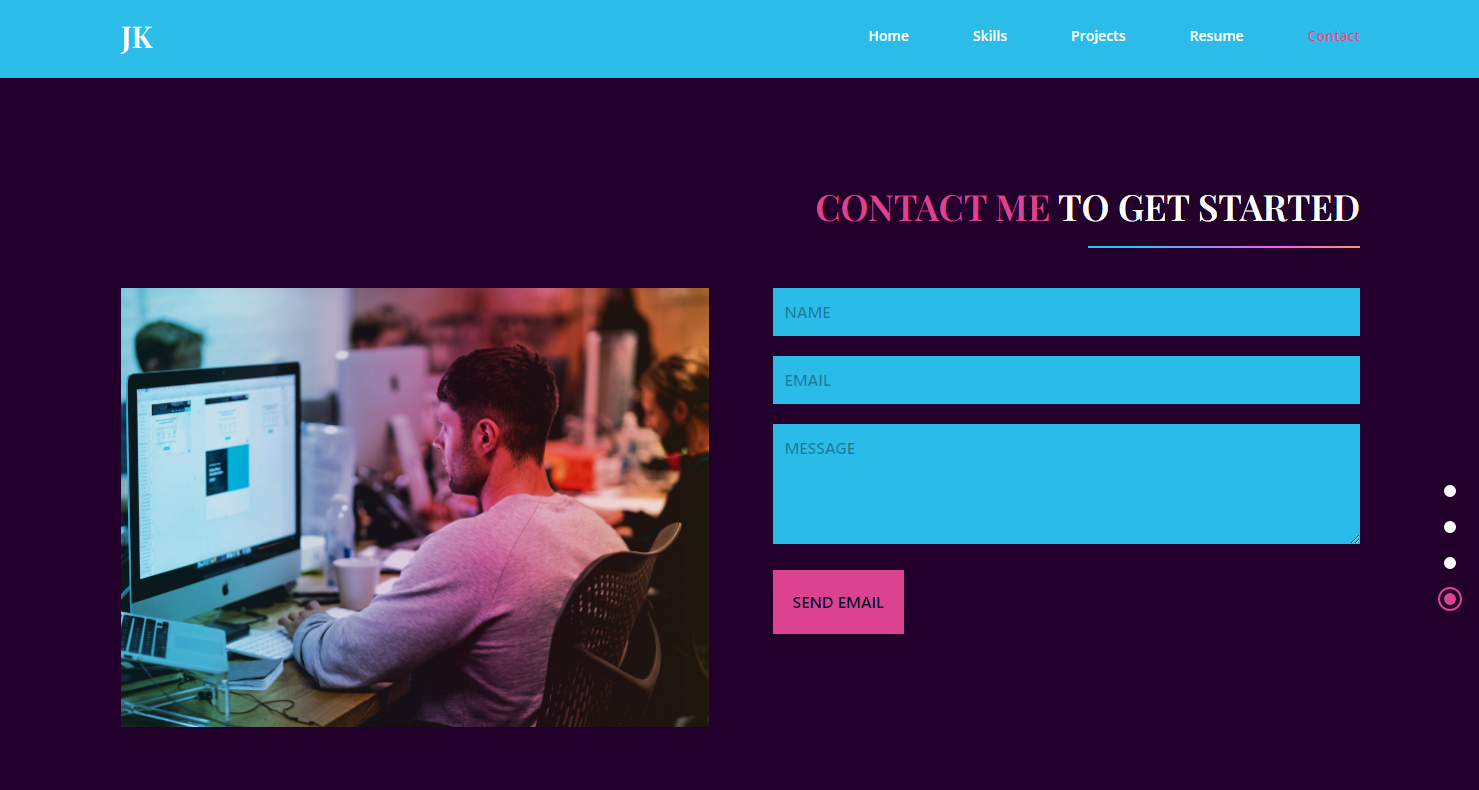 JK
Home Skills Projects Resume Contact
CONTACT ME TO GET STARTED
NAME
EMAIL
MESSAGE
SEND EMAIL